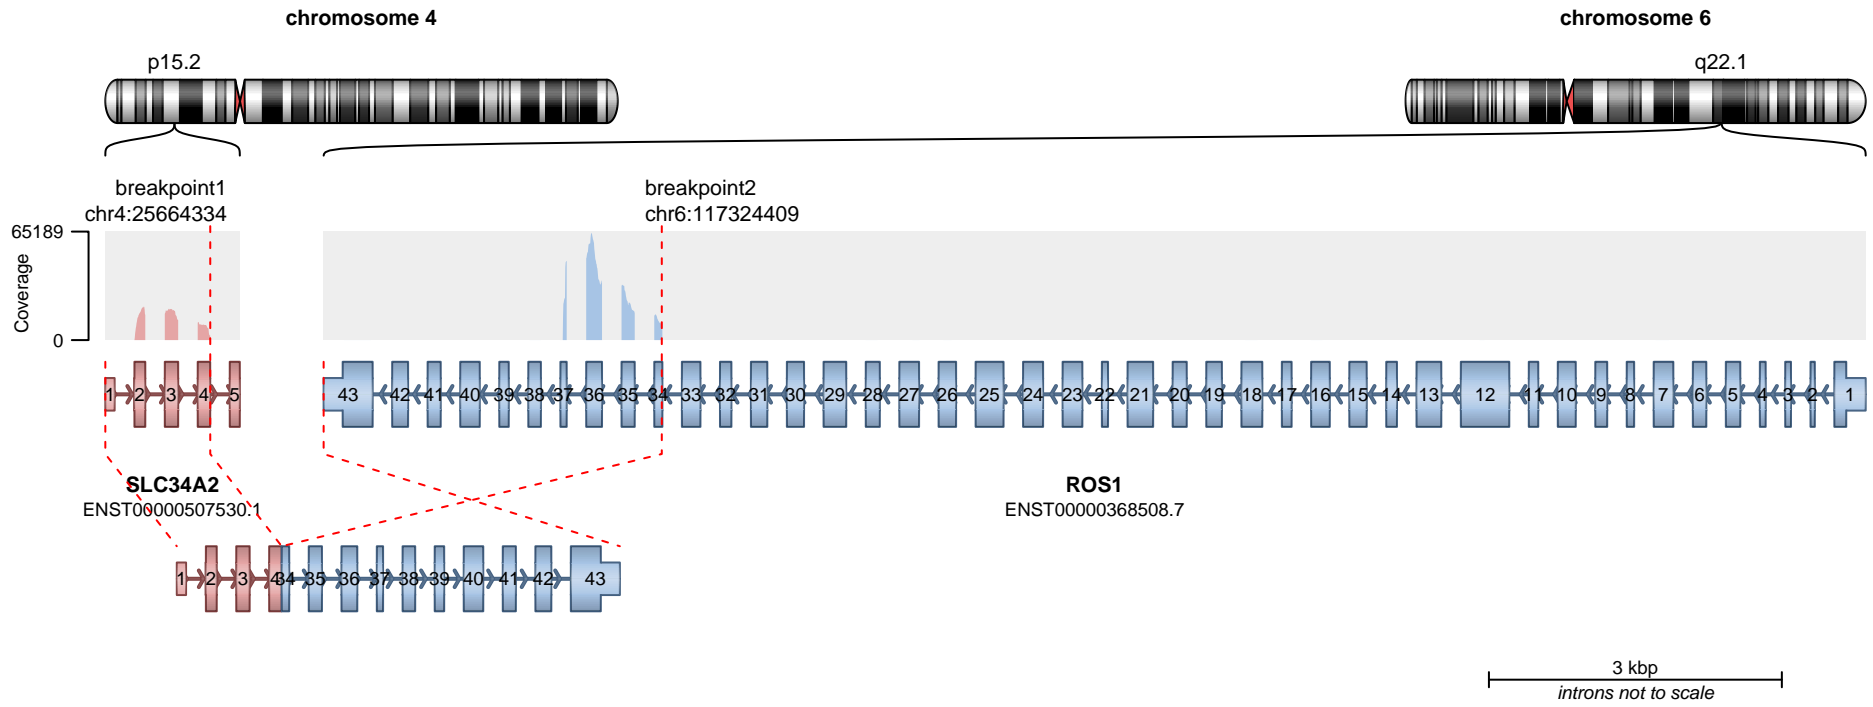 chromosome 4
chromosome 6
p15.2
q22.1
breakpoint1
chr4:25664334
breakpoint2
chr6:117324409
65189
Coverage
0
1 2 3 4 5
43 42 41 40 39 38 37 36 35 34 33 32 31 30 29 28 27 26 25 24 23 22 21 20 19 18 17 16 15 14 13 12 11 10 9 8 7 6 5 4 3 2 1
SLC34A2
ENST00000507530.1
ROS1
ENST00000368508.7
1 2 3 4 34 35 36 37 38 39 40 41 42 43
3 kbp
introns not to scale